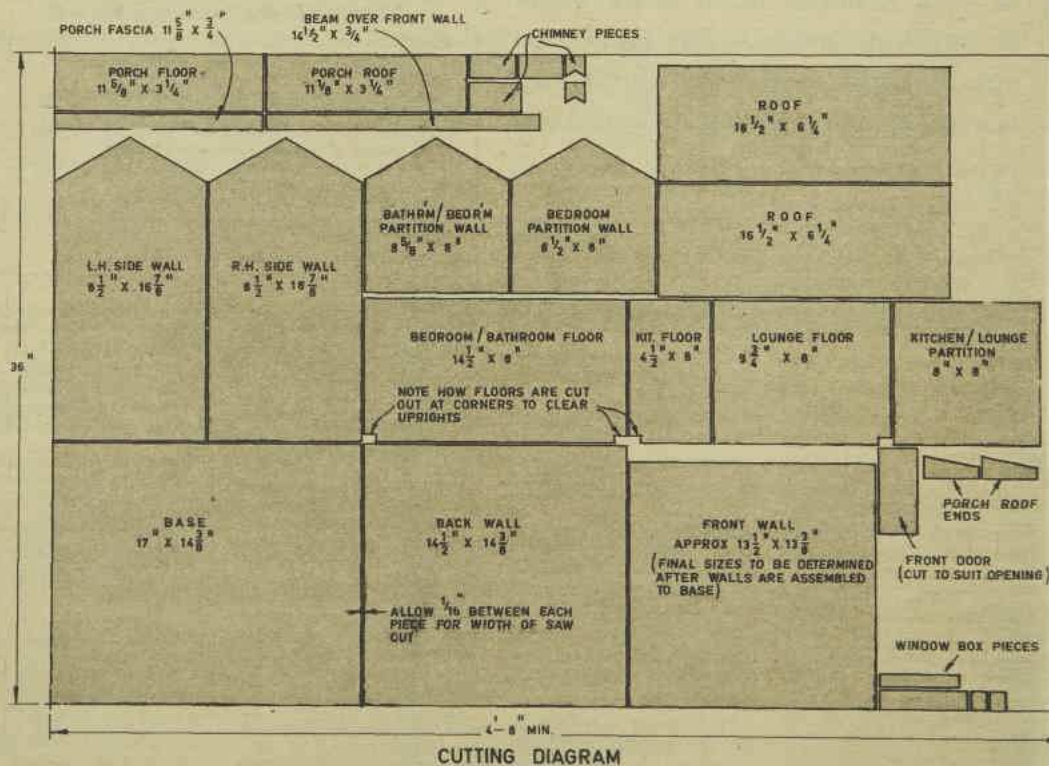 PORCH FASCIA 11 5/8" X 3/4"
BEAM OVER FRONT WALL
14 1/2" X 3/4"
CHIMNEY PIECES
PORCH FLOOR
11 5/8" X 3 1/4"
PORCH ROOF
11 1/8" X 3 1/4"
ROOF
16 1/2" X 6 1/4"
ROOF
16 1/2" X 6 1/4"
L.H. SIDE WALL
8 1/2" X 16 7/8"
R.H. SIDE WALL
8 1/2" X 16 7/8"
BATHRM/BEDR'M
PARTITION WALL
8 5/8" X 8"
BEDROOM
PARTITION WALL
8 1/2" X 8"
36"
BEDROOM/BATHROOM FLOOR
14 1/2" X 8"
KIT. FLOOR
4 1/2" X 8"
LOUNGE FLOOR
9 3/4" X 8"
KITCHEN/LOUNGE
PARTITION
8" X 8"
NOTE HOW FLOORS ARE CUT
OUT AT CORNERS TO CLEAR
UPRIGHTS
BASE
17" X 14 3/8"
BACK WALL
14 1/2" X 14 3/8"
FRONT WALL
APPROX 13 1/2" X 13 3/8"
(FINAL SIZES TO BE DETERMINED
AFTER WALLS ARE ASSEMBLED
TO BASE)
PORCH ROOF
ENDS
FRONT DOOR
(CUT TO SUIT OPENING)
ALLOW 1/16" BETWEEN EACH
PIECE FOR WIDTH OF SAW
CUT
WINDOW BOX PIECES
4'-8" MIN.
CUTTING DIAGRAM